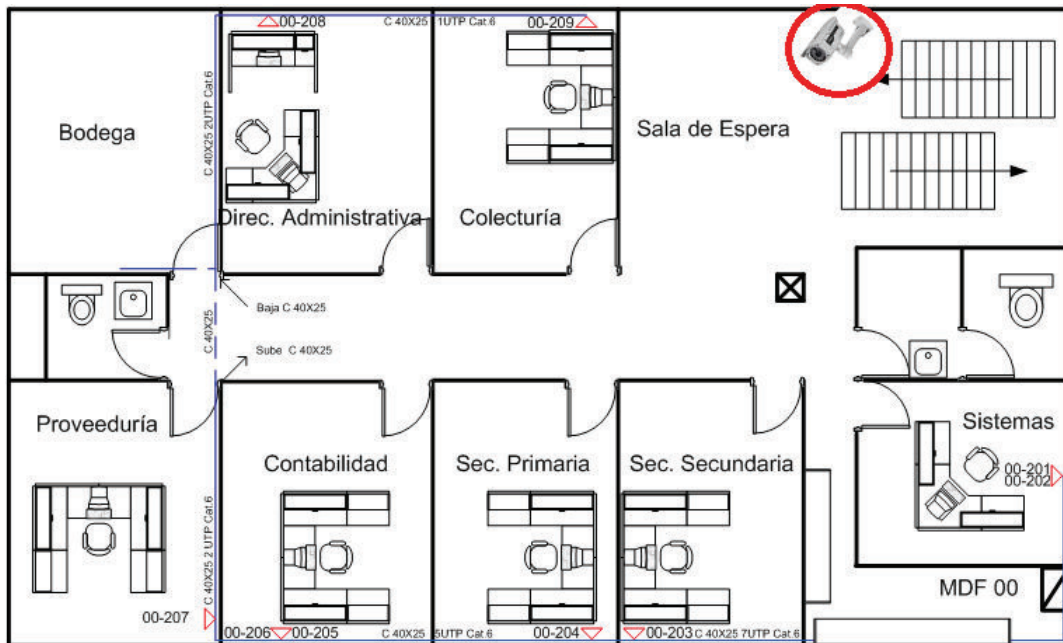 00-208
C 40X25 1UTP Cat.6
00-209
Bodega
C 40X25 2UTP Cat.6
Sala de Espera
Direc. Administrativa
Colecturía
Baja C 40X25
C 40X25
Sube C 40X25
Proveeduría
Contabilidad
Sec. Primaria
Sec. Secundaria
Sistemas
00-201
00-202
C 40X25 2 UTP Cat.6
MDF 00
00-207
00-206
00-205
C 40X25 5UTP Cat.6
00-204
00-203
C 40X25 7UTP Cat.6